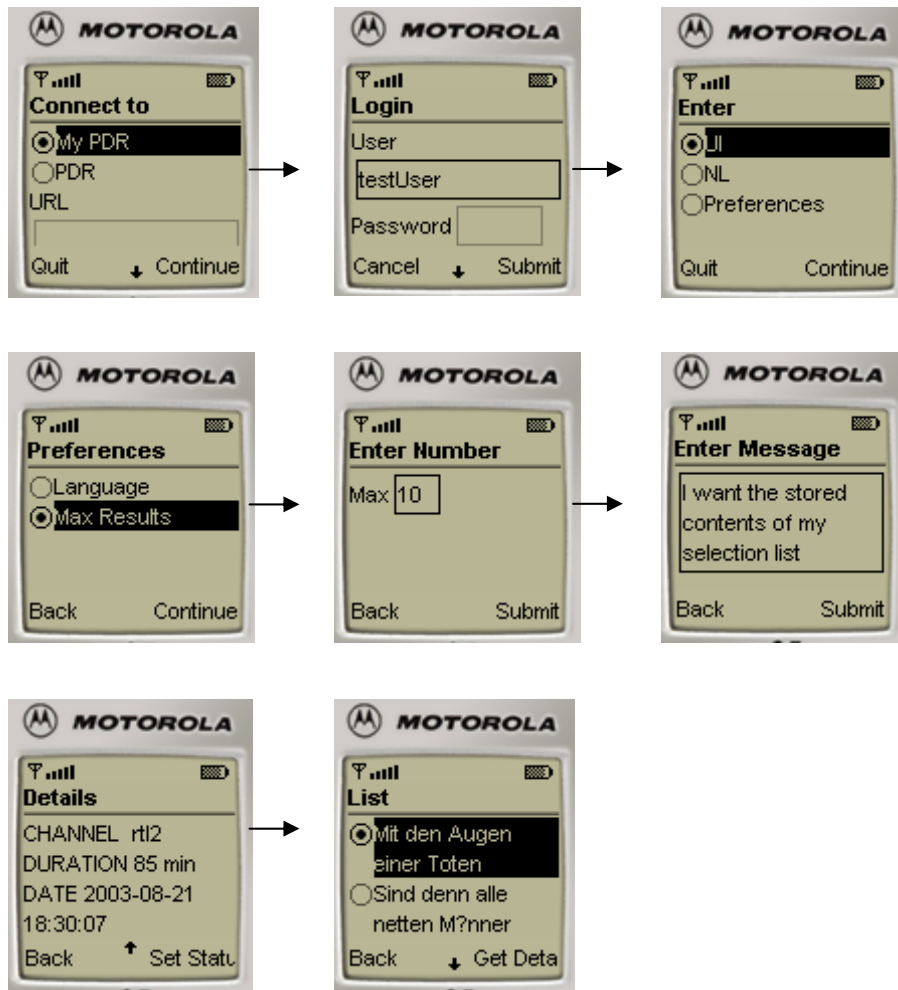 MOTOROLA
Connect to
My PDR
PDR
URL
Quit Continue
MOTOROLA
Login
User
testUser
Password
Cancel Submit
MOTOROLA
Enter
UI
NL
Preferences
Quit Continue
MOTOROLA
Preferences
Language
Max Results
Back Continue
MOTOROLA
Enter Number
Max 10
Back Submit
MOTOROLA
Enter Message
I want the stored
contents of my
selection list
Back Submit
MOTOROLA
Details
CHANNEL rtl2
DURATION 85 min
DATE 2003-08-21
18:30:07
Back Set Statu
MOTOROLA
List
Mit den Augen
einer Toten
Sind denn alle
netten M?nner
Back Get Deta